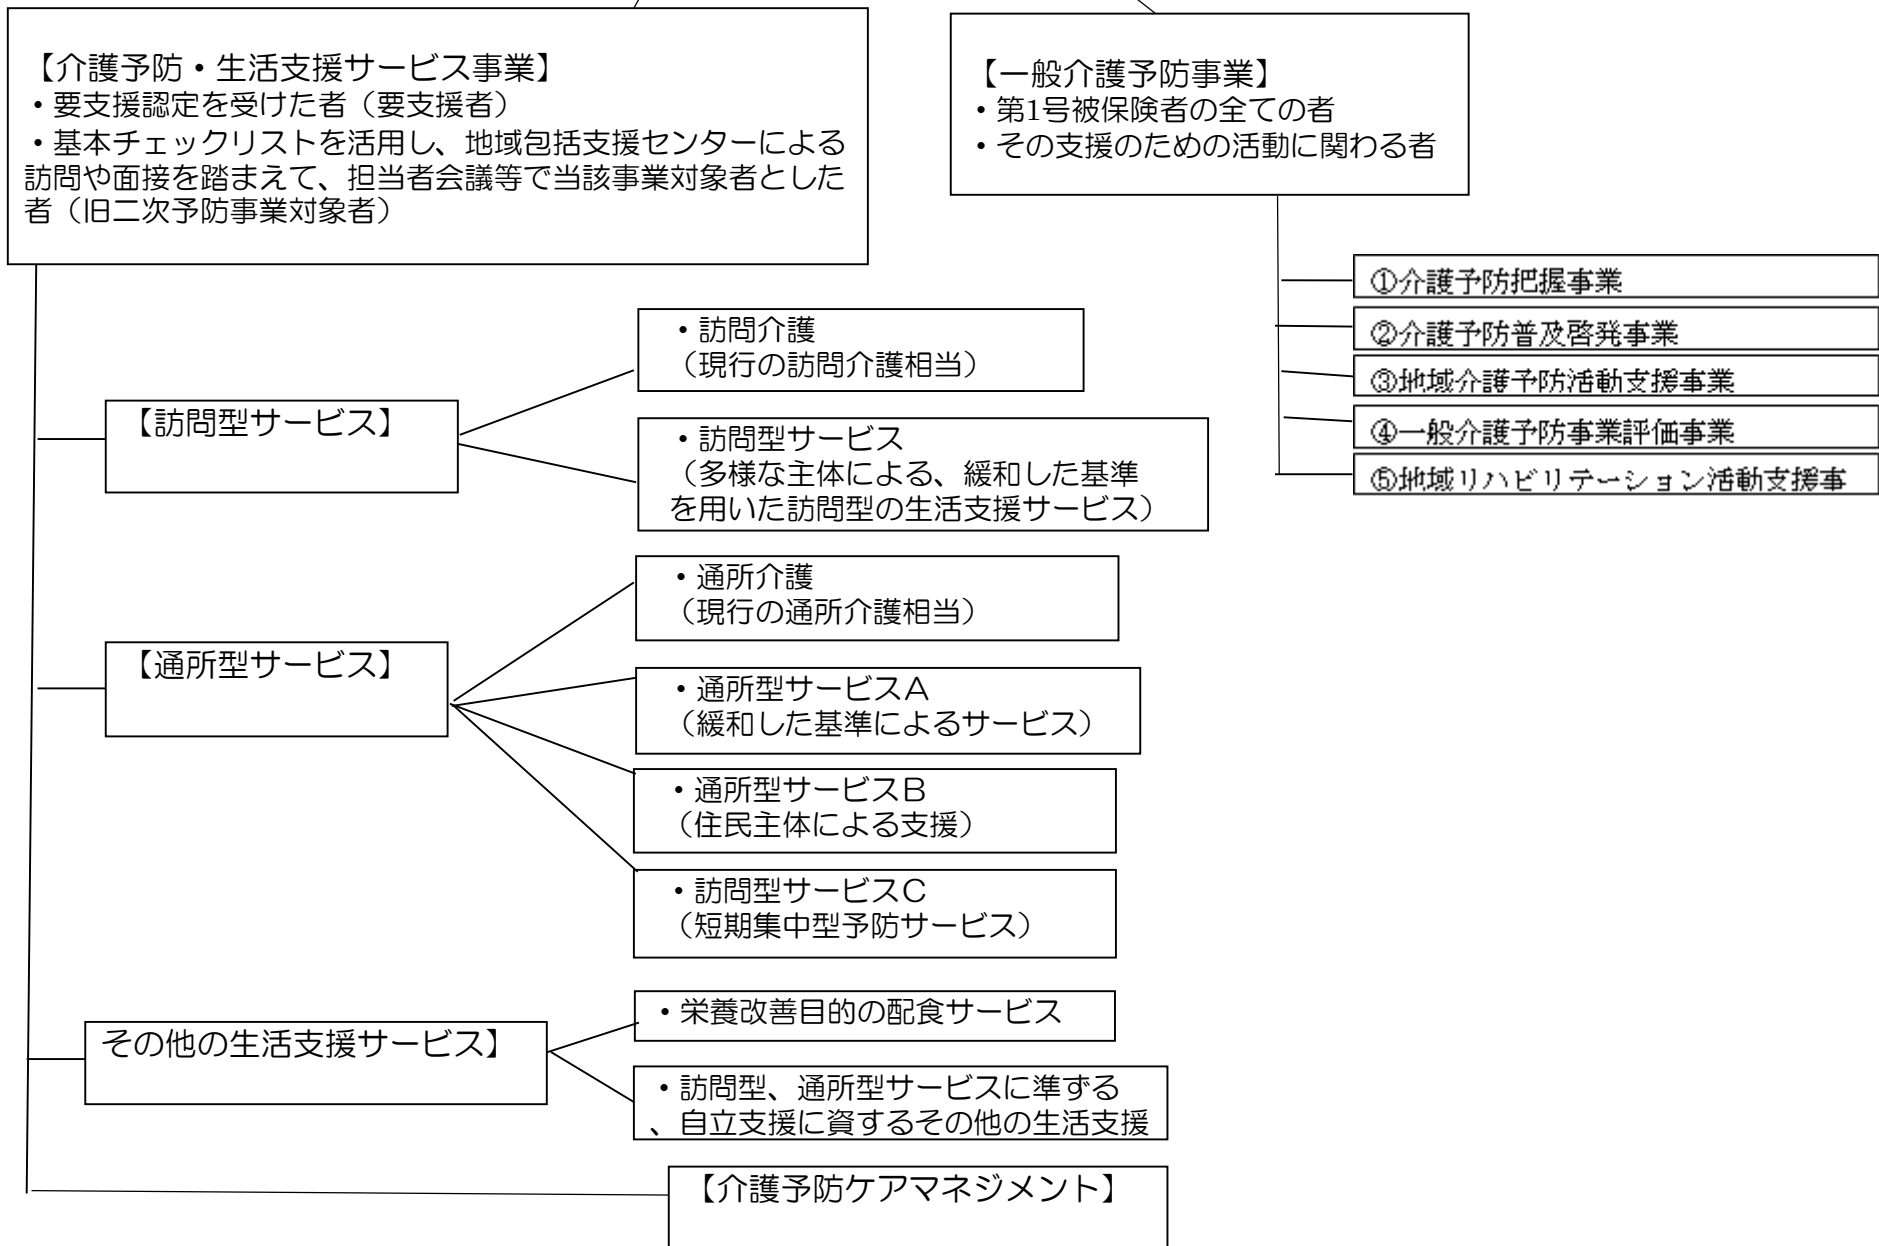 【介護予防・生活支援サービス事業】
・要支援認定を受けた者（要支援者）
・基本チェックリストを活用し、地域包括支援センターによる
訪問や面接を踏まえて、担当者会議等で当該事業対象者とした
者（旧二次予防事業対象者）
【一般介護予防事業】
・第1号被保険者の全ての者
・その支援のための活動に関わる者
①介護予防把握事業
②介護予防普及啓発事業
③地域介護予防活動支援事業
④一般介護予防事業評価事業
⑤地域リハビリテーション活動支援事
【訪問型サービス】
・訪問介護
（現行の訪問介護相当）
・訪問型サービス
（多様な主体による、緩和した基準
を用いた訪問型の生活支援サービス）
【通所型サービス】
・通所介護
（現行の通所介護相当）
・通所型サービスA
（緩和した基準によるサービス）
・通所型サービスB
（住民主体による支援）
・訪問型サービスC
（短期集中型予防サービス）
その他の生活支援サービス】
・栄養改善目的の配食サービス
・訪問型、通所型サービスに準ずる
、自立支援に資するその他の生活支援
【介護予防ケアマネジメント】